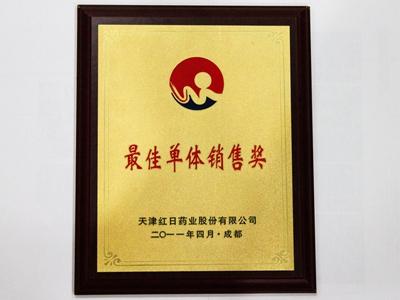 最佳单体销售奖
天津红日药业股份有限公司
二〇一一年四月·成都